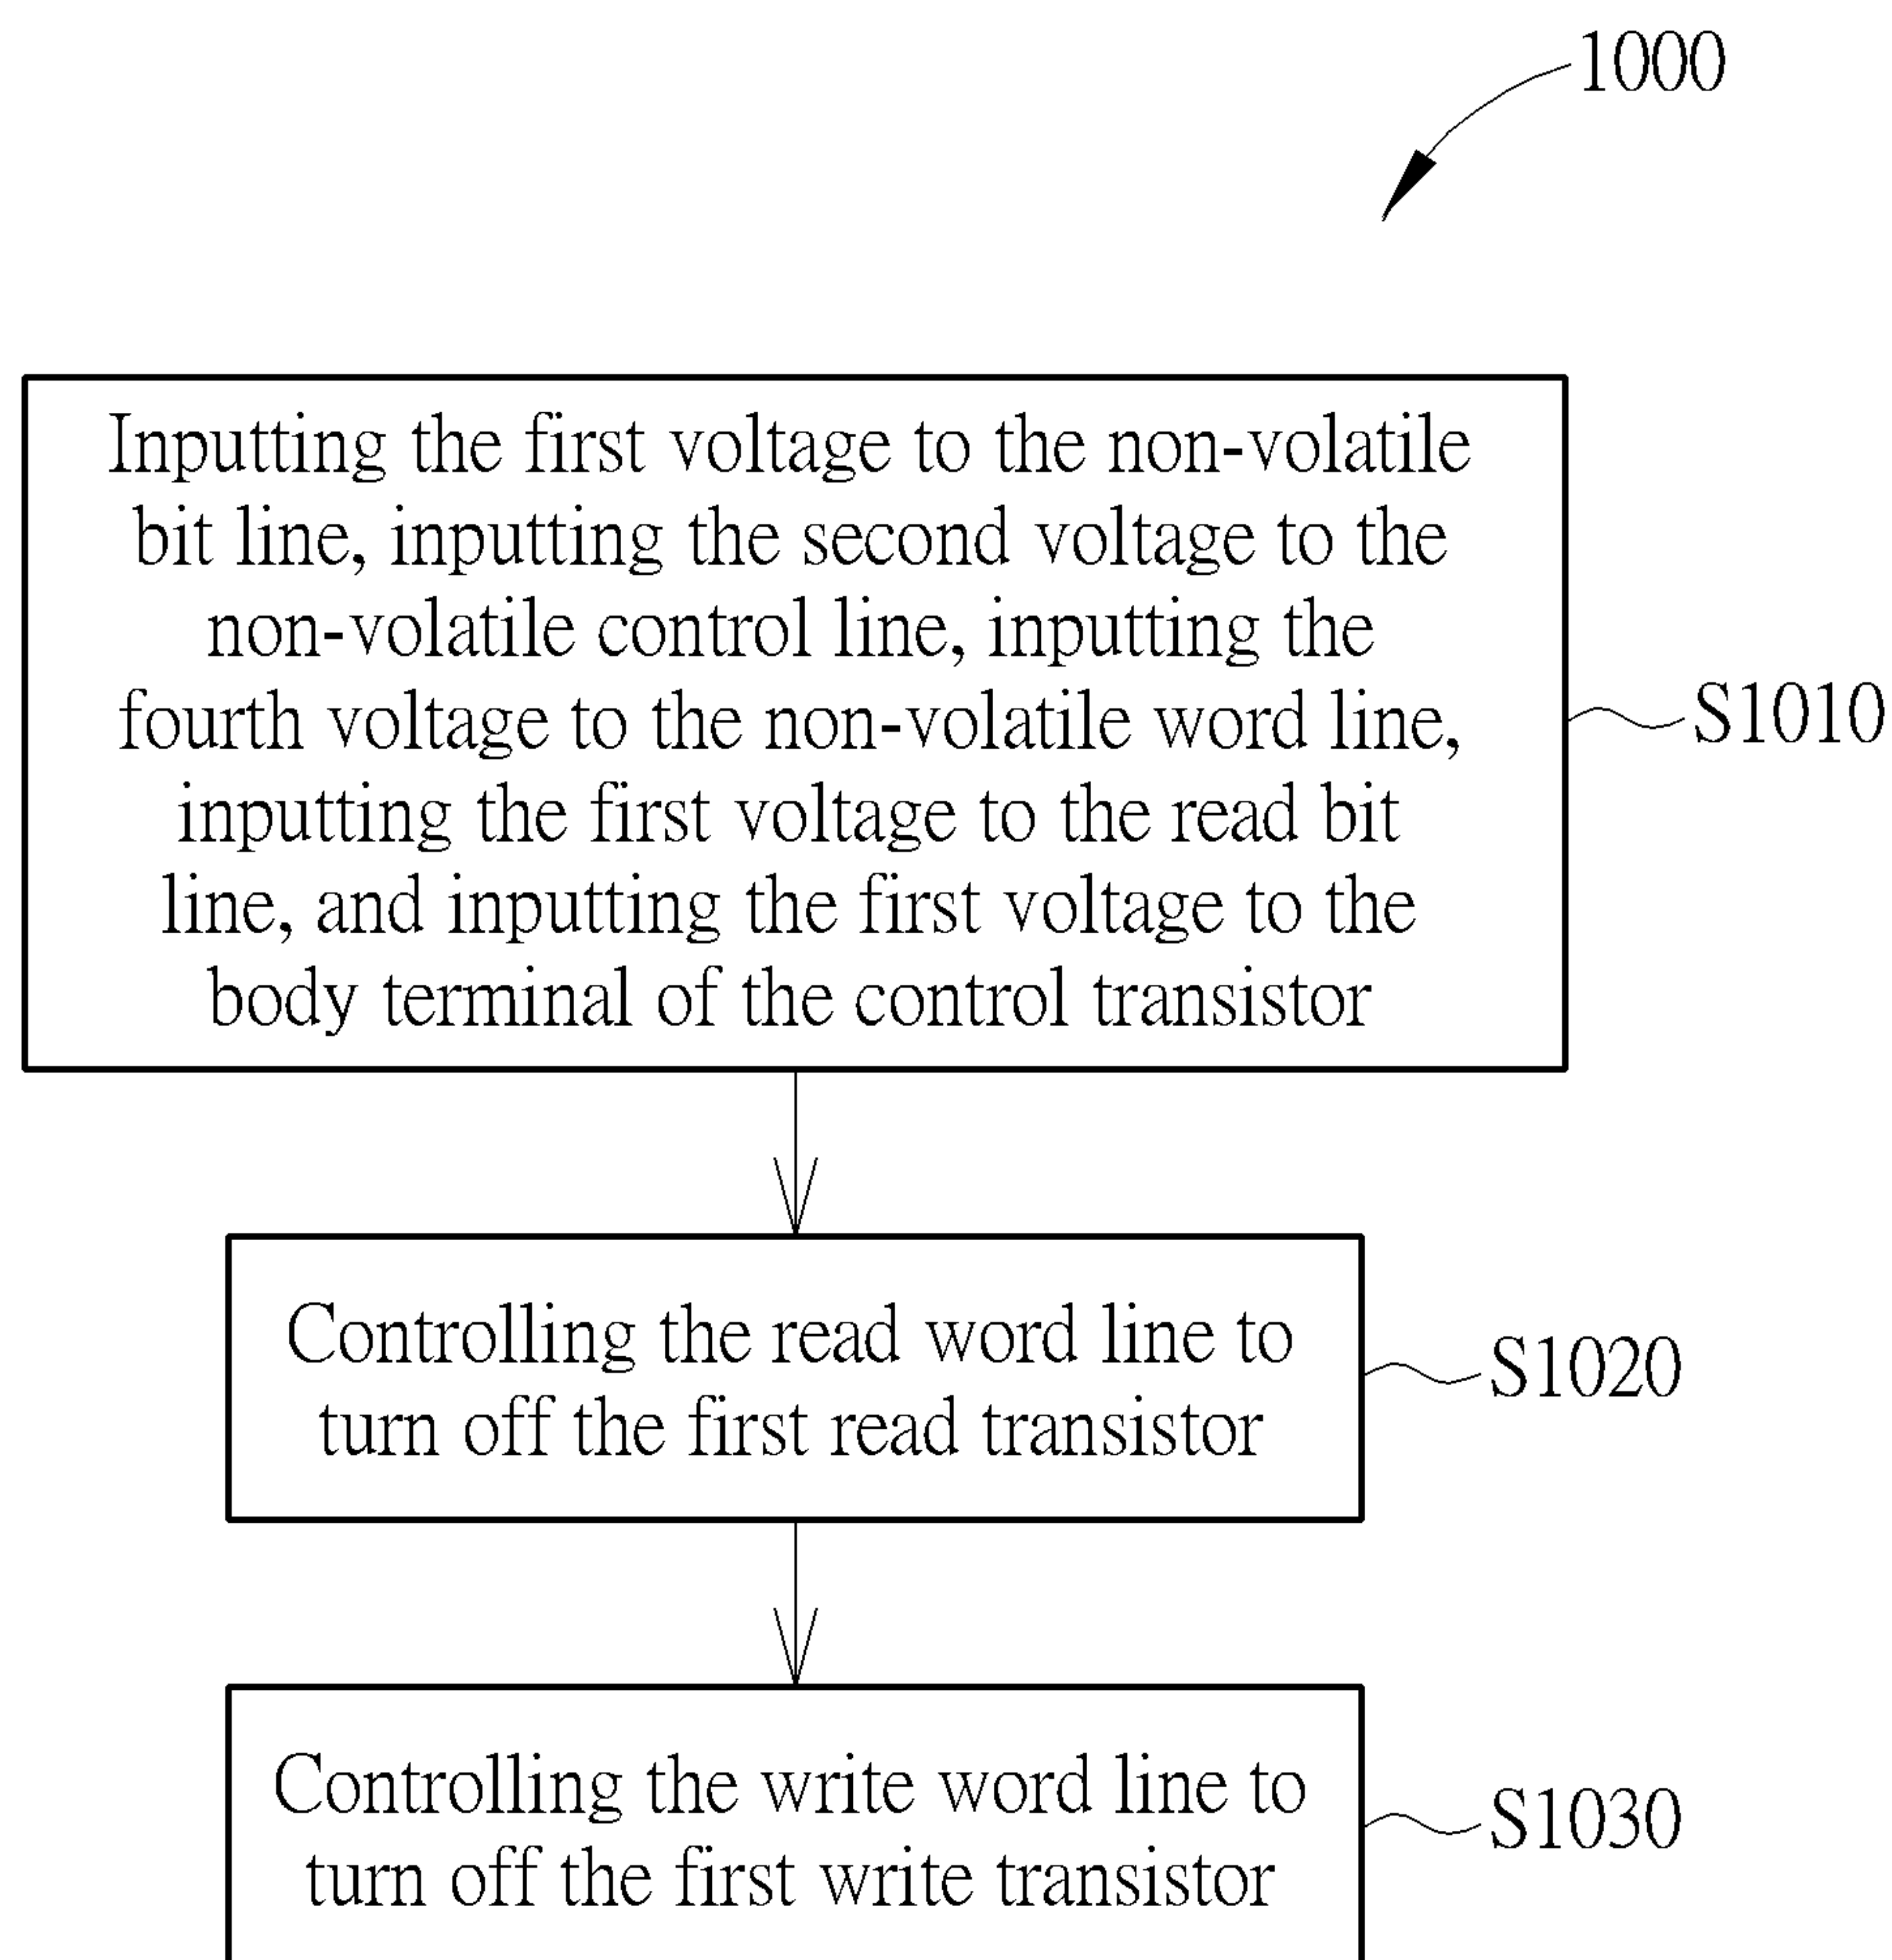 1000
Inputting the first voltage to the non-volatile
bit line, inputting the second voltage to the
non-volatile control line, inputting the
fourth voltage to the non-volatile word line,
inputting the first voltage to the read bit
line, and inputting the first voltage to the
body terminal of the control transistor
S1010
Controlling the read word line to
turn off the first read transistor
S1020
Controlling the write word line to
turn off the first write transistor
S1030